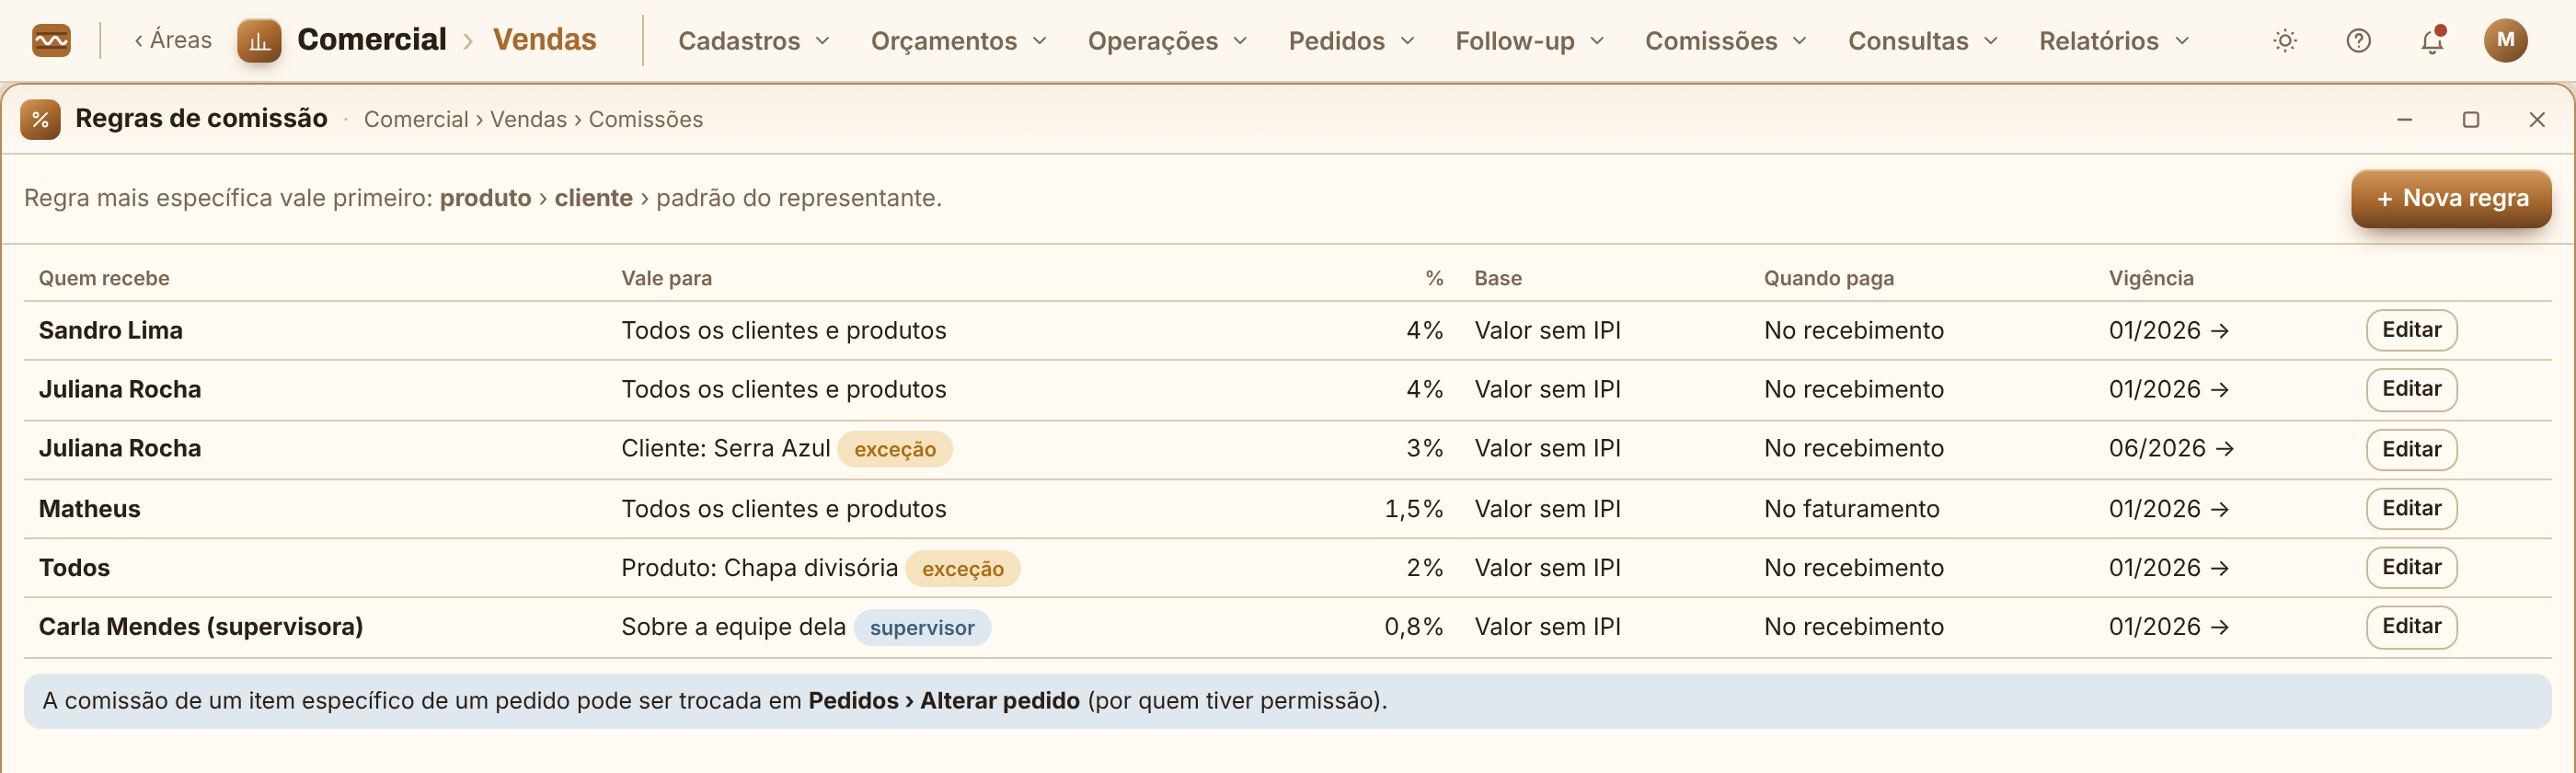 ‹ Áreas Comercial › Vendas Cadastros Orçamentos Operações Pedidos Follow-up Comissões Consultas Relatórios M
Regras de comissão · Comercial › Vendas › Comissões
Regra mais específica vale primeiro: produto › cliente › padrão do representante. + Nova regra
Quem recebe Vale para % Base Quando paga Vigência
Sandro Lima Todos os clientes e produtos 4% Valor sem IPI No recebimento 01/2026 → Editar
Juliana Rocha Todos os clientes e produtos 4% Valor sem IPI No recebimento 01/2026 → Editar
Juliana Rocha Cliente: Serra Azul exceção 3% Valor sem IPI No recebimento 06/2026 → Editar
Matheus Todos os clientes e produtos 1,5% Valor sem IPI No faturamento 01/2026 → Editar
Todos Produto: Chapa divisória exceção 2% Valor sem IPI No recebimento 01/2026 → Editar
Carla Mendes (supervisora) Sobre a equipe dela supervisor 0,8% Valor sem IPI No recebimento 01/2026 → Editar
A comissão de um item específico de um pedido pode ser trocada em Pedidos › Alterar pedido (por quem tiver permissão).